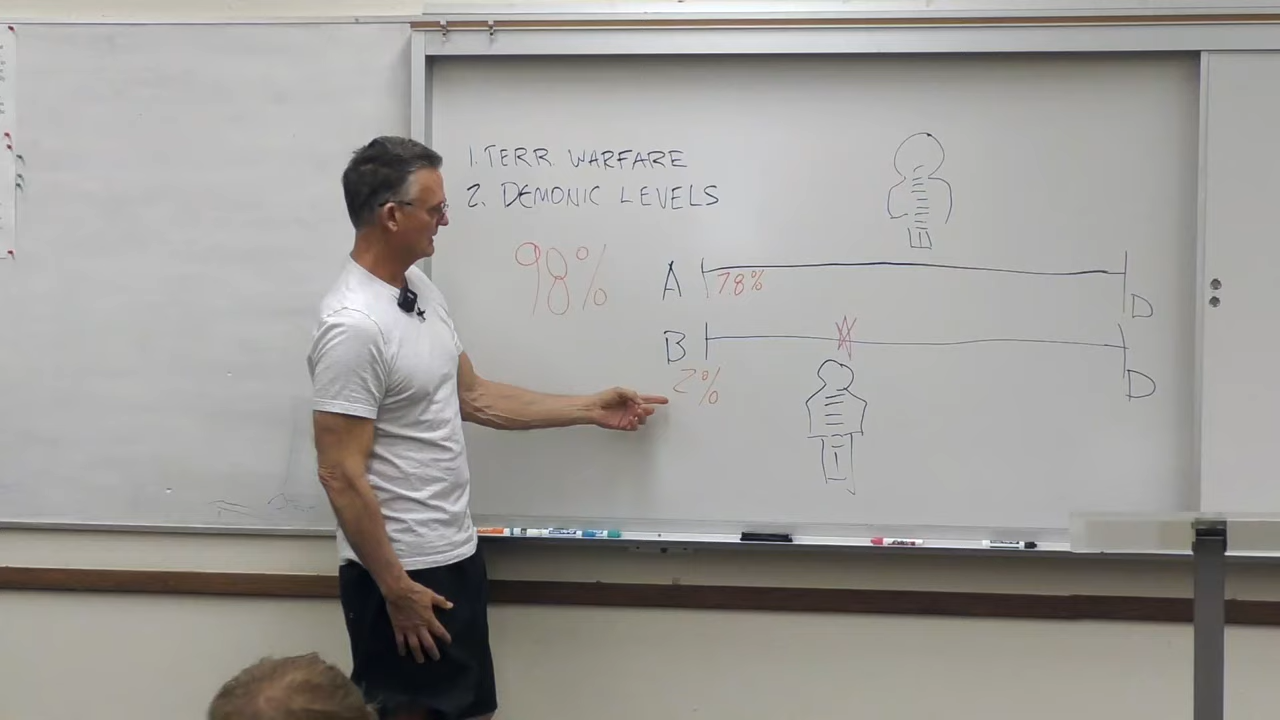 1. TERR. WARFARE
2. DEMONIC LEVELS
98%
A 78% D
B D
2%